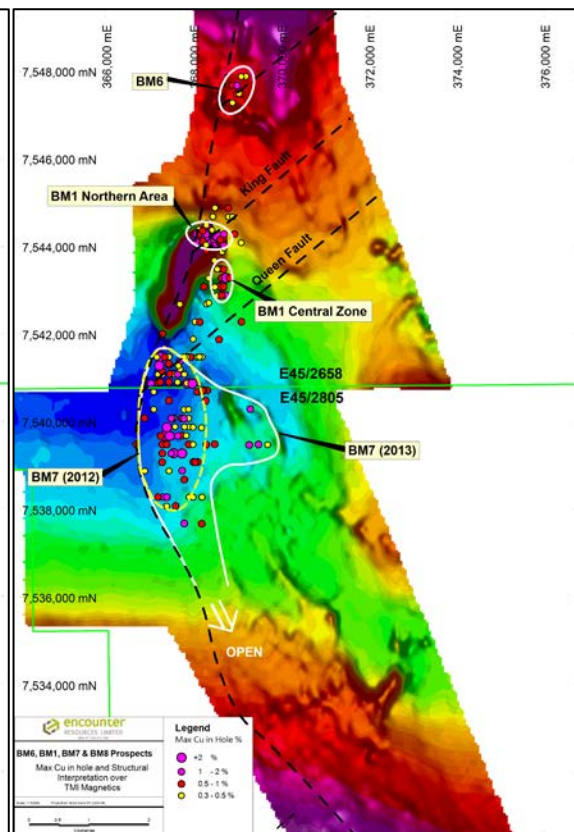 366,000 mE
368,000 mE
370,000 mE
372,000 mE
374,000 mE
376,000 mE
7,548,000 mN
BM6
7,546,000 mN
King Fault
BM1 Northern Area
7,544,000 mN
Queen Fault
BM1 Central Zone
7,542,000 mN
E45/2658
E45/2805
7,540,000 mN
BM7 (2012)
BM7 (2013)
7,538,000 mN
7,536,000 mN
OPEN
7,534,000 mN
encounter
RESOURCES LIMITED
BM6, BM1, BM7 & BM8 Prospects
Max Cu in hole and Structural
Interpretation over
TMI Magnetics
Legend
Max Cu in Hole %
+2 %
1 - 2 %
0.5 - 1 %
0.3 - 0.5 %